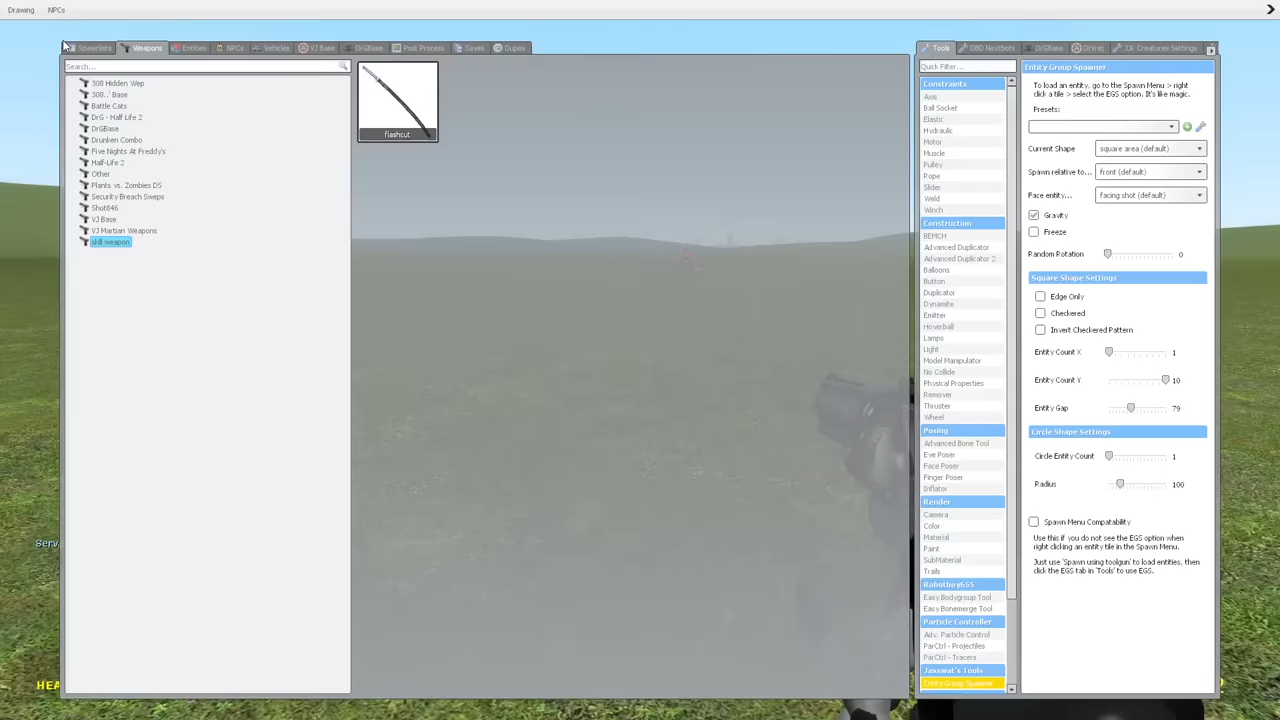 Drawing NPCs
Spawnlists Weapons Entities NPCs Vehicles VJ Base DrGBase Post Process Saves Dupes
Search...
308 Hidden Wep
308..' Base
Battle Cats
DrG - Half Life 2
DrGBase
Drunken Combo
Five Nights At Freddy's
Half-Life 2
Other
Plants vs. Zombies DS
Security Breach Sweps
Shot846
VJ Base
VJ Martian Weapons
skill weapon
flashcut
Serv
HEA
Tools DBD Nextbots DrGBase Drivej JJk Creatures Settings
Quick Filter...
Constraints
Axis
Ball Socket
Elastic
Hydraulic
Motor
Muscle
Pulley
Rope
Slider
Weld
Winch
Construction
BEMCH
Advanced Duplicator
Advanced Duplicator 2
Balloons
Button
Duplicator
Dynamite
Emitter
Hoverball
Lamps
Light
Model Manipulator
No Collide
Physical Properties
Remover
Thruster
Wheel
Posing
Advanced Bone Tool
Eye Poser
Face Poser
Finger Poser
Inflator
Render
Camera
Color
Material
Paint
SubMaterial
Trails
Robotboy655
Easy Bodygroup Tool
Easy Bonemerge Tool
Particle Controller
Adv. Particle Control
ParCtrl - Projectiles
ParCtrl - Tracers
Jaxsmat's Tools
Entity Group Spawner
Entity Group Spawner
To load an entity, go to the Spawn Menu > right
click a tile > select the EGS option. It's like magic.
Presets:
Current Shape square area (default)
Spawn relative to... front (default)
Face entity... facing shot (default)
Gravity
Freeze
Random Rotation 0
Square Shape Settings
Edge Only
Checkered
Invert Checkered Pattern
Entity Count X 1
Entity Count Y 10
Entity Gap 79
Circle Shape Settings
Circle Entity Count 1
Radius 100
Spawn Menu Compatability
Use this if you do not see the EGS option when
right clicking an entity tile in the Spawn Menu.
Just use 'Spawn using toolgun' to load entities, then
click the EGS tab in 'Tools' to use EGS.